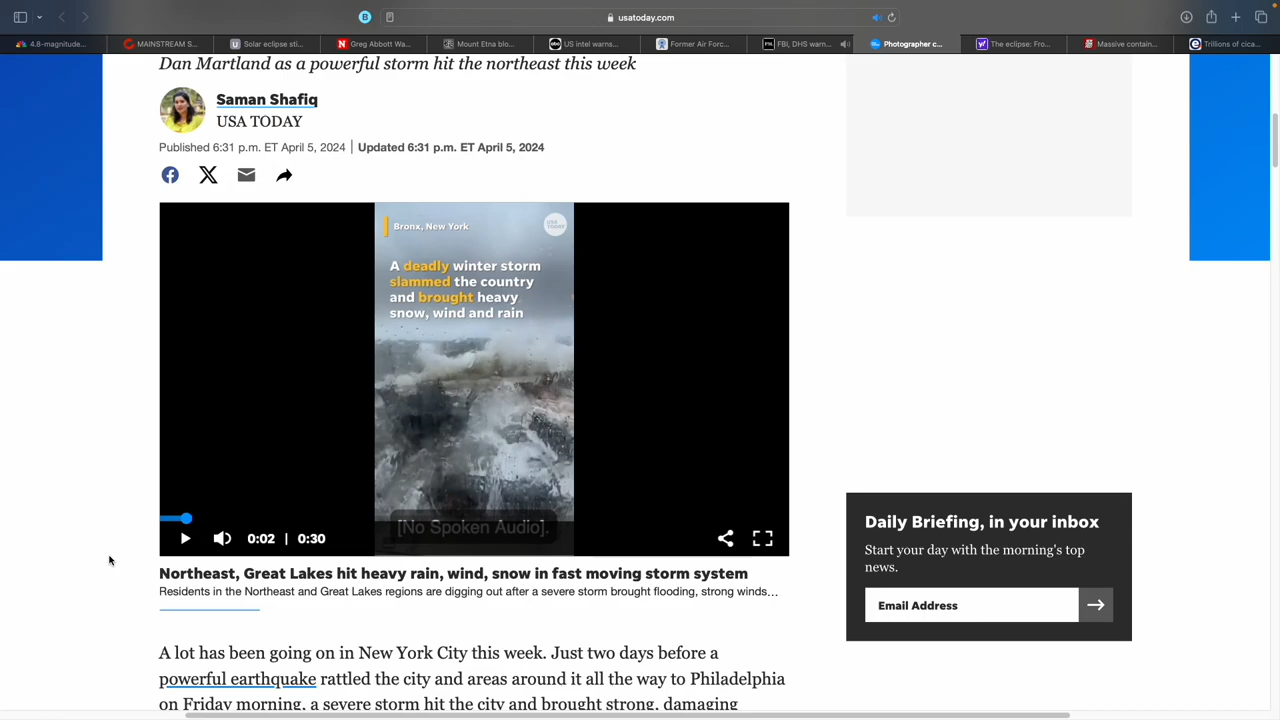 usatoday.com
4.8-magnitude...
MAINSTREAM S...
Solar eclipse sti...
Greg Abbott Wa...
Mount Etna blo...
US intel warns...
Former Air Forc...
FBI, DHS warn...
Photographer c...
The eclipse: Fro...
Massive contain...
Trillions of cica...
Dan Martland as a powerful storm hit the northeast this week
Saman Shafiq
USA TODAY
Published 6:31 p.m. ET April 5, 2024 | Updated 6:31 p.m. ET April 5, 2024
Bronx, New York
USA TODAY
A deadly winter storm
slammed the country
and brought heavy
snow, wind and rain
[No Spoken Audio].
0:02 | 0:30
Northeast, Great Lakes hit heavy rain, wind, snow in fast moving storm system
Residents in the Northeast and Great Lakes regions are digging out after a severe storm brought flooding, strong winds...
A lot has been going on in New York City this week. Just two days before a
powerful earthquake rattled the city and areas around it all the way to Philadelphia
on Friday morning, a severe storm hit the city and brought strong, damaging
Daily Briefing, in your inbox
Start your day with the morning's top
news.
Email Address